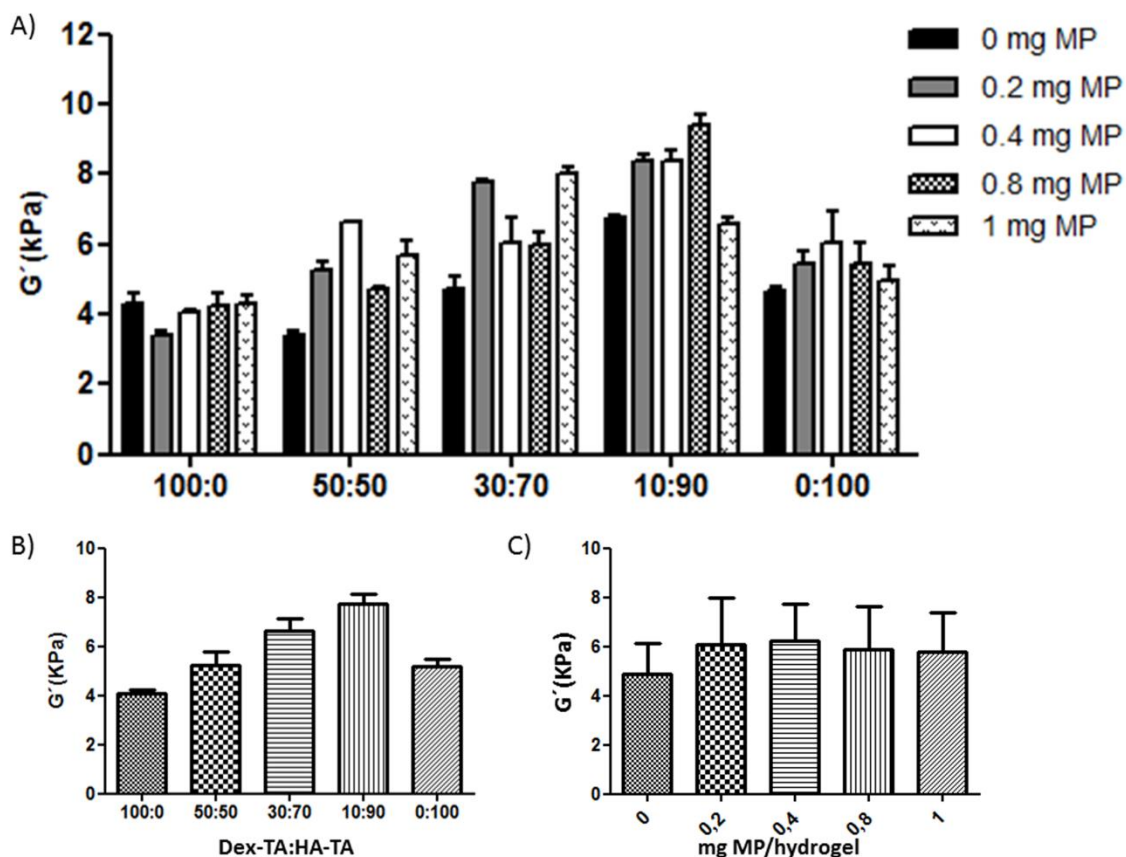 A)
G´(kPa)
12
10
8
6
4
2
0
100:0 50:50 30:70 10:90 0:100
0 mg MP
0.2 mg MP
0.4 mg MP
0.8 mg MP
1 mg MP
B)
G´(KPa)
10
8
6
4
2
0
100:0 50:50 30:70 10:90 0:100
Dex-TA:HA-TA
C)
G´(KPa)
10
8
6
4
2
0
0 0,2 0,4 0,8 1
mg MP/hydrogel